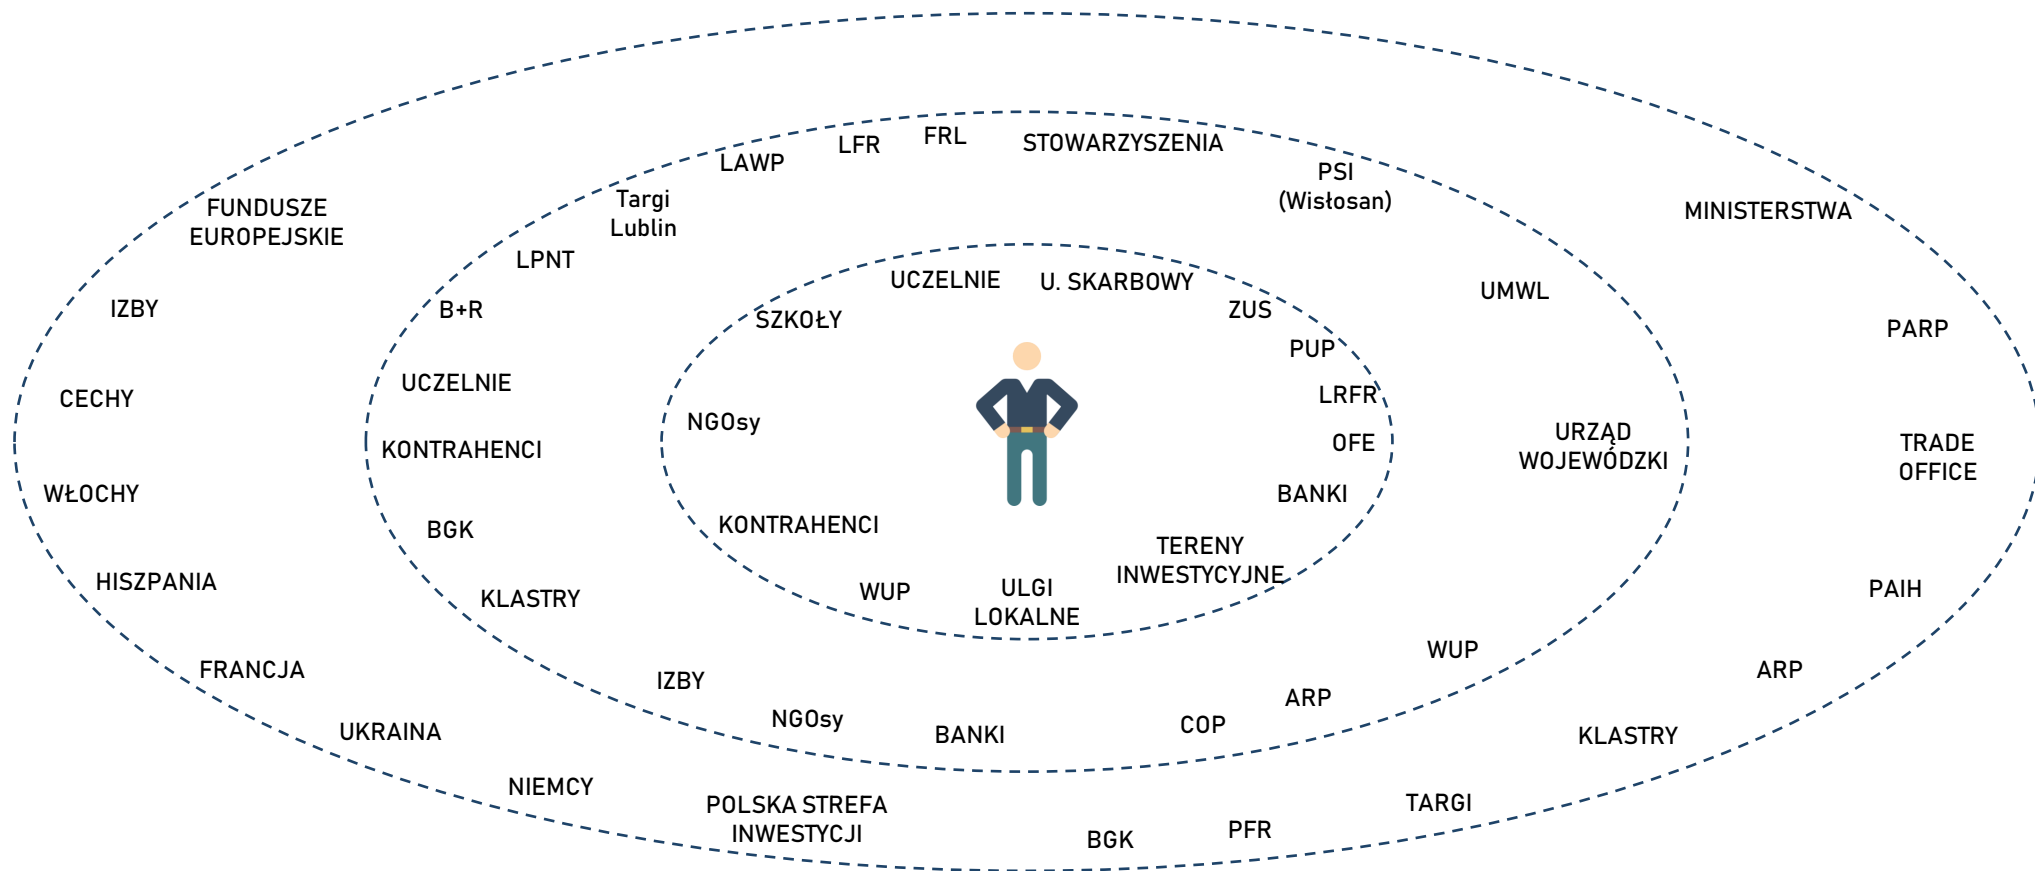 FRL
LFR
STOWARZYSZENIA
LAWP
PSI
(Wisłosan)
Targi
Lublin
FUNDUSZE
EUROPEJSKIE
MINISTERSTWA
LPNT
UCZELNIE
U. SKARBOWY
UMWL
IZBY
B+R
SZKOŁY
ZUS
PARP
PUP
UCZELNIE
CECHY
LRFR
NGOsy
KONTRAHENCI
OFE
URZĄD
WOJEWÓDZKI
TRADE
OFFICE
WŁOCHY
BANKI
BGK
KONTRAHENCI
TERENY
INWESTYCYJNE
HISZPANIA
KLASTRY
WUP
ULGI
LOKALNE
PAIH
WUP
FRANCJA
IZBY
ARP
ARP
UKRAINA
NGOsy
BANKI
COP
KLASTRY
NIEMCY
POLSKA STREFA
INWESTYCJI
TARGI
BGK
PFR